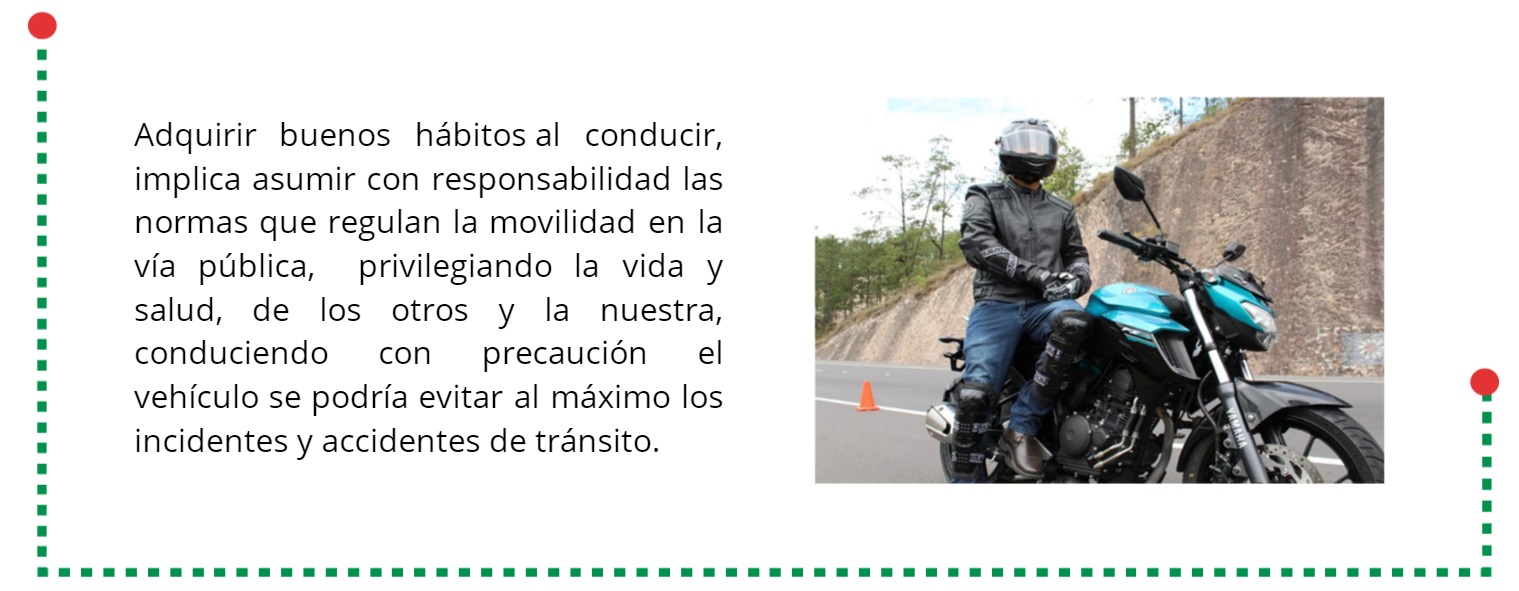 Adquirir buenos hábitos al conducir,
implica asumir con responsabilidad las
normas que regulan la movilidad en la
vía pública, privilegiando la vida y
salud, de los otros y la nuestra,
conduciendo con precaución el
vehículo se podría evitar al máximo los
incidentes y accidentes de tránsito.
YAMAHA